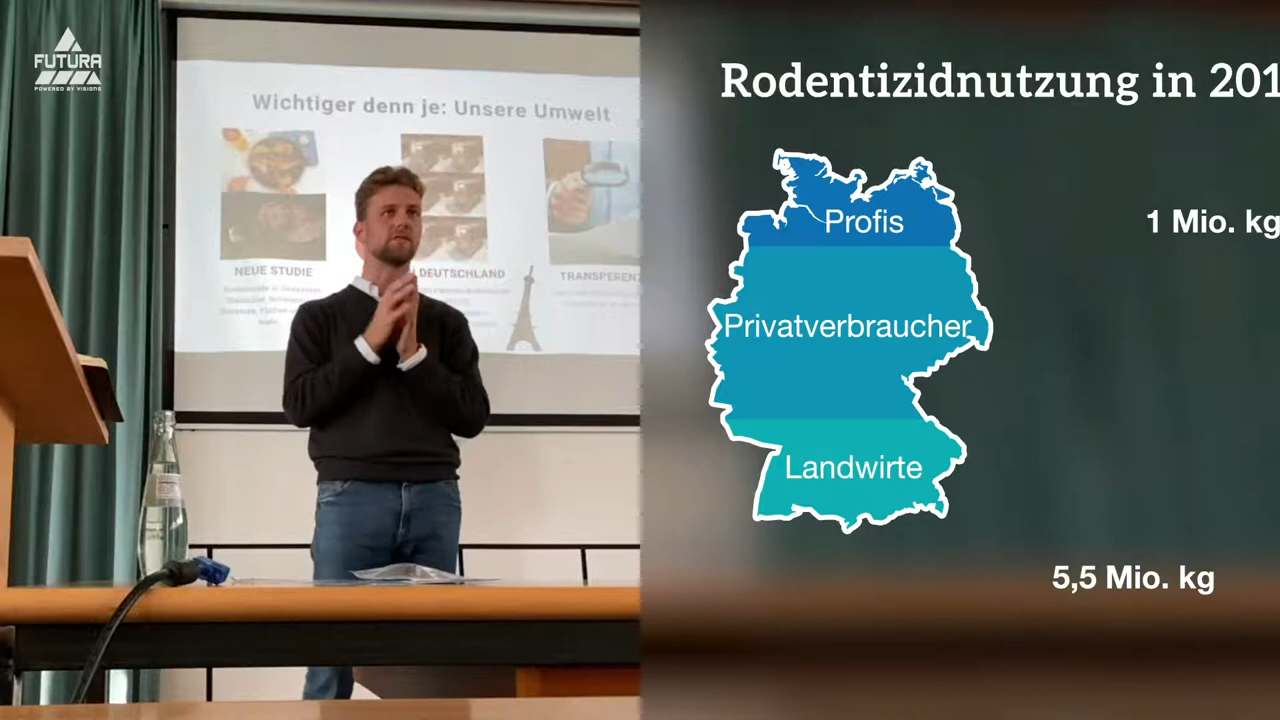 FUTURA
POWERED BY VISIONS
Wichtiger denn je: Unsere Umwelt
NEUE STUDIE
DEUTSCHLAND
TRANSPEREN
Rodentizidnutzung in 201
Profis
1 Mio. kg
Privatverbraucher
Landwirte
5,5 Mio. kg